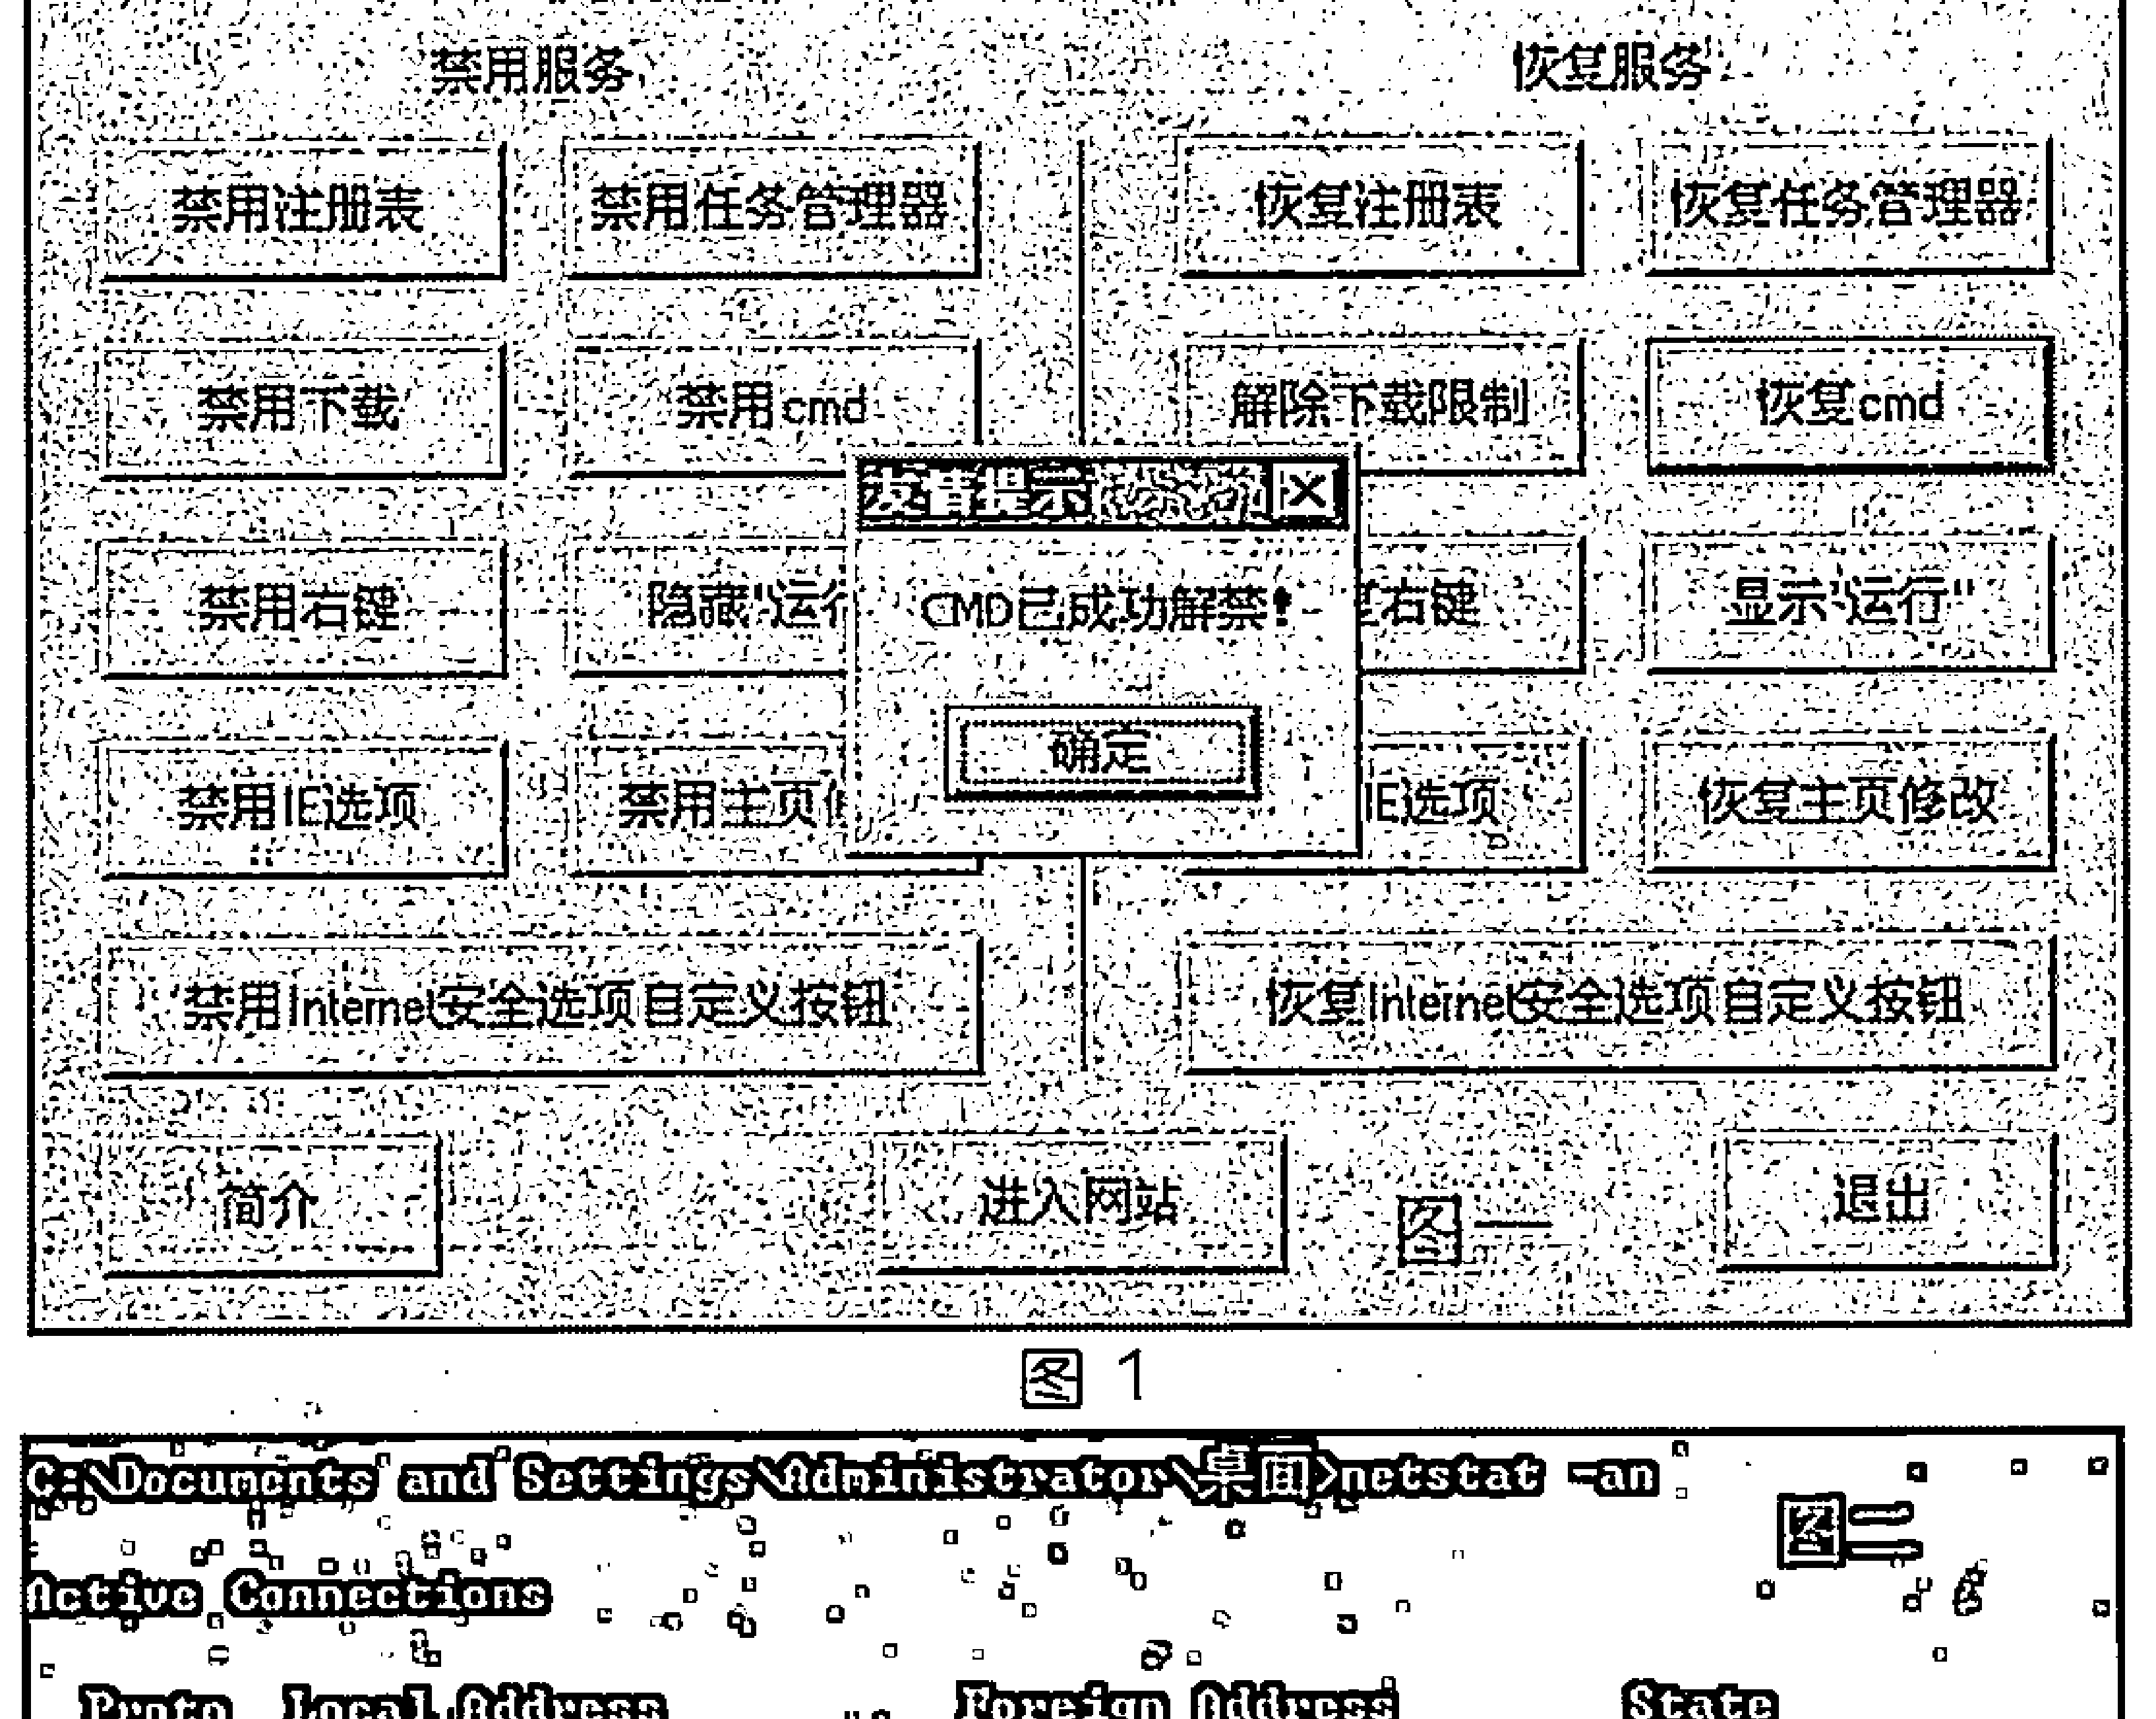 禁用服务 恢复服务
禁用注册表 禁用任务管理器 恢复注册表 恢复任务管理器
禁用下载 禁用cmd 解除下载限制 恢复cmd
提示
禁用右键 隐藏"运行 CMD已成功解禁! 右键 显示"运行"
确定
禁用IE选项 禁用主页 IE选项 恢复主页修改
禁用Internet安全选项自定义按钮 恢复Internet安全选项自定义按钮
简介 进入网站 图一 退出
图 1
C:\Documents and Settings\Administrator\桌面>netstat -an
图二
Active Connections
Proto Local Address Foreign Address State